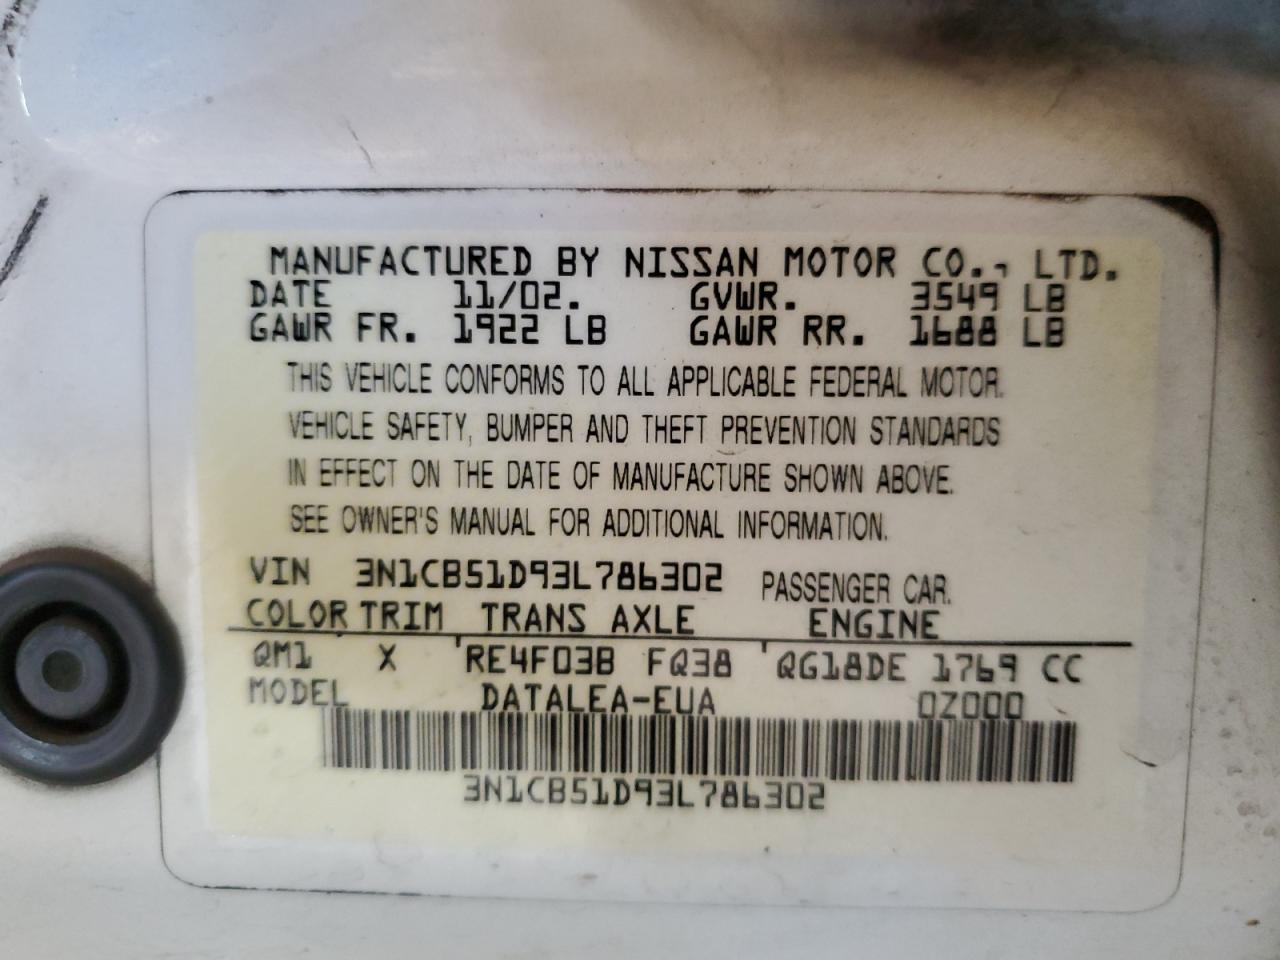 MANUFACTURED BY NISSAN MOTOR CO., LTD.
DATE 11/02. GVWR. 3549 LB
GAWR FR. 1922 LB GAWR RR. 1688 LB
THIS VEHICLE CONFORMS TO ALL APPLICABLE FEDERAL MOTOR
VEHICLE SAFETY, BUMPER AND THEFT PREVENTION STANDARDS
IN EFFECT ON THE DATE OF MANUFACTURE SHOWN ABOVE.
SEE OWNER'S MANUAL FOR ADDITIONAL INFORMATION.
VIN 3N1CB51D93L786302 PASSENGER CAR.
COLOR TRIM TRANS AXLE ENGINE
QM1 X RE4F03B FQ38 QG18DE 1769 CC
MODEL DATALEA-EUA 0Z000
3N1CB51D93L786302